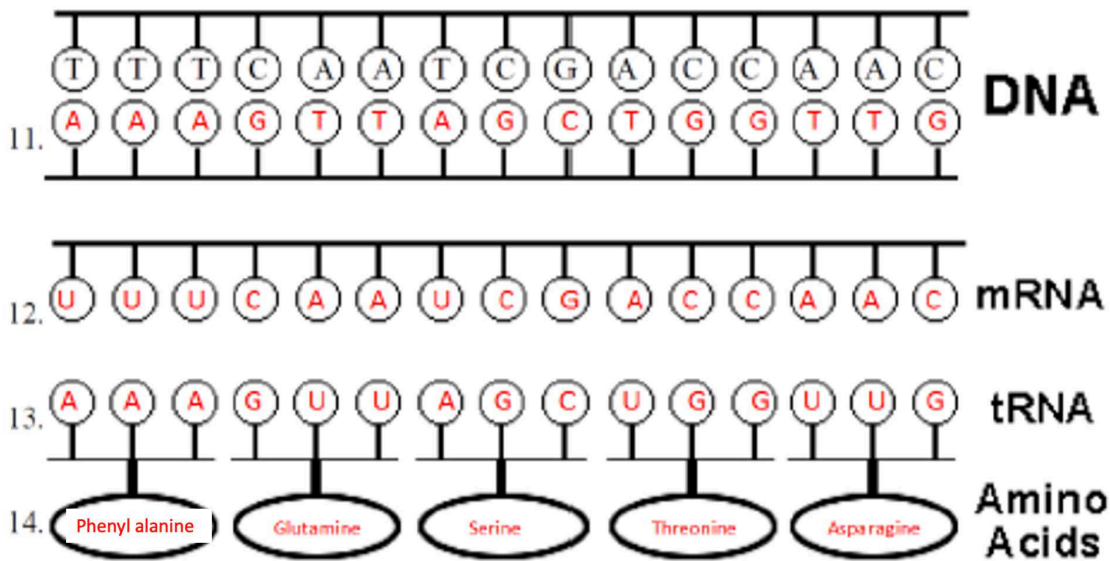 T T T C A A T C G A C C A A C
DNA
11. A A A G T T A G C T G G T T G
12. U U U C A A U C G A C C A A C mRNA
13. A A A G U U A G C U G G U U G tRNA
14. Phenyl alanine Glutamine Serine Threonine Asparagine Amino
Acids